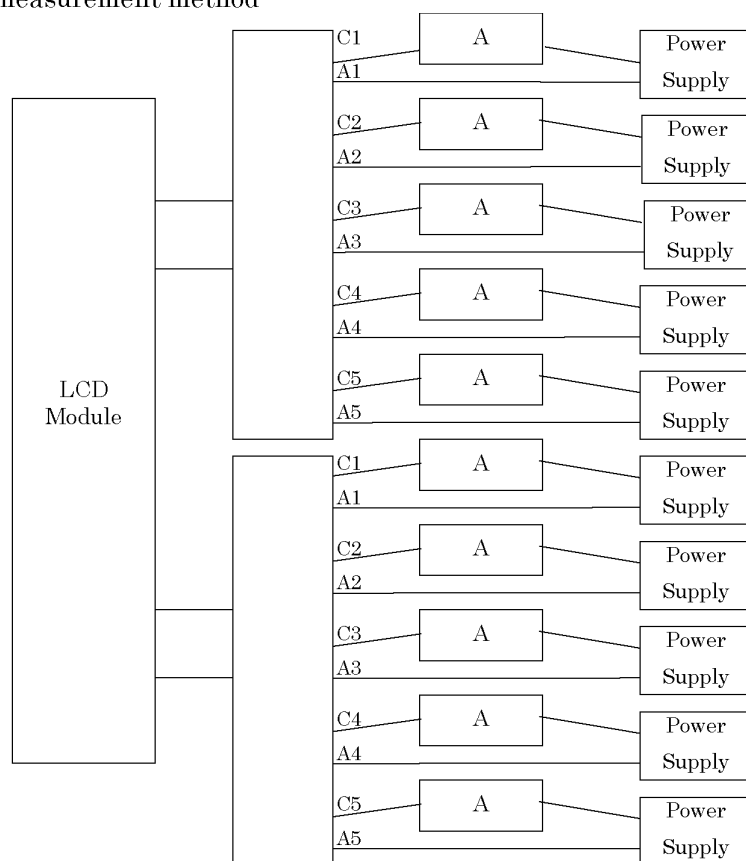 measurement method
C1
A
Power
A1
Supply
C2
A
Power
A2
Supply
C3
A
Power
A3
Supply
C4
A
Power
A4
Supply
C5
A
Power
LCD
Module
A5
Supply
C1
A
Power
A1
Supply
C2
A
Power
A2
Supply
C3
A
Power
A3
Supply
C4
A
Power
A4
Supply
C5
A
Power
A5
Supply